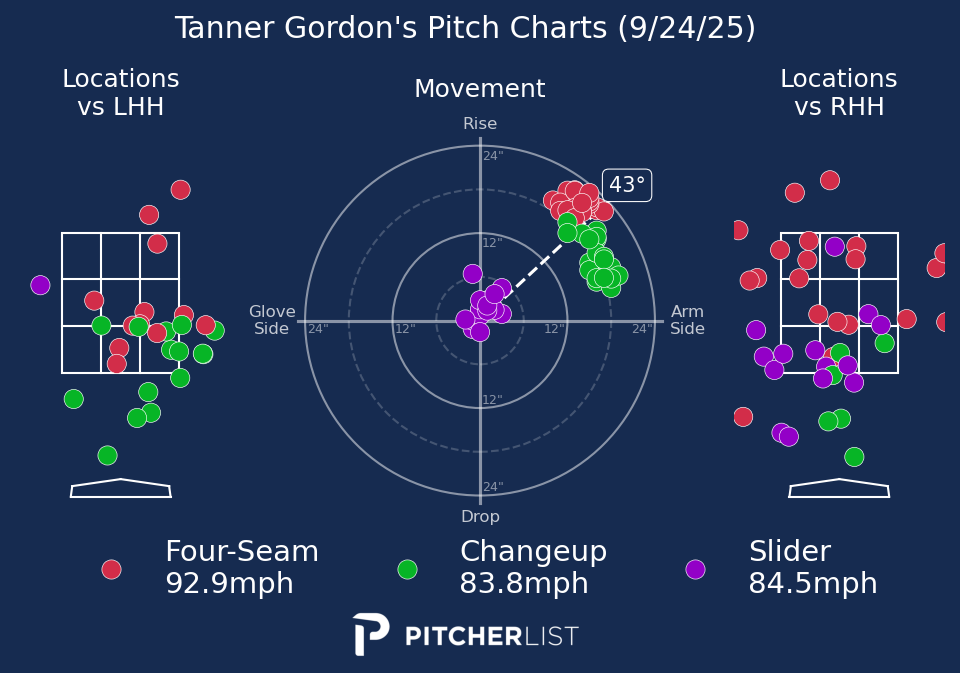 Tanner Gordon's Pitch Charts (9/24/25)
Locations
vs LHH
Movement
Locations
vs RHH
Rise
24"
43°
12"
Glove
Side
24"
12"
12"
24"
Arm
Side
12"
24"
Drop
Four-Seam
92.9mph
Changeup
83.8mph
Slider
84.5mph
PITCHERLIST